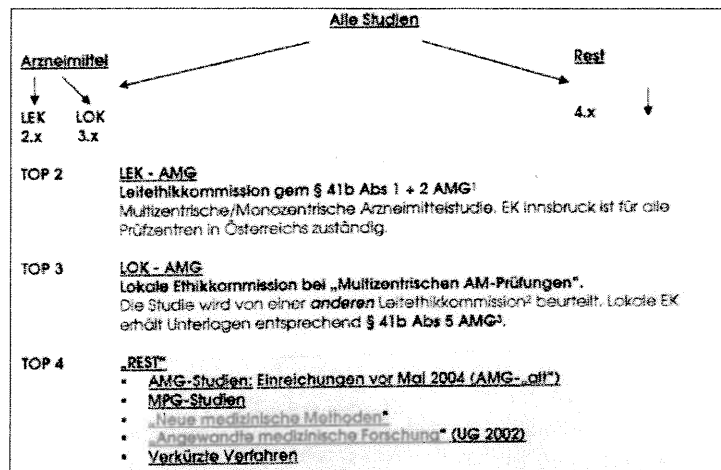 Alle Studien
Arzneimittel Rest
LEK LOK 4.x
2.x 3.x
TOP 2 LEK - AMG
Leitethikkommission gem § 41b Abs 1 + 2 AMG¹
Multizentrische/Monozentrische Arzneimittelstudie. EK Innsbruck ist für alle
Prüfzentren in Österreichs zuständig.
TOP 3 LOK - AMG
Lokale Ethikkommission bei „Multizentrischen AM-Prüfungen“.
Die Studie wird von einer anderen Leitethikkommission² beurteilt. Lokale EK
erhält Unterlagen entsprechend § 41b Abs 5 AMG³.
TOP 4 „REST“
▪ AMG-Studien: Einreichungen vor Mai 2004 (AMG-„alt“)
▪ MPG-Studien
▪ „Neue medizinische Methoden“
▪ „Angewandte medizinische Forschung“ (UG 2002)
▪ Verkürzte Verfahren